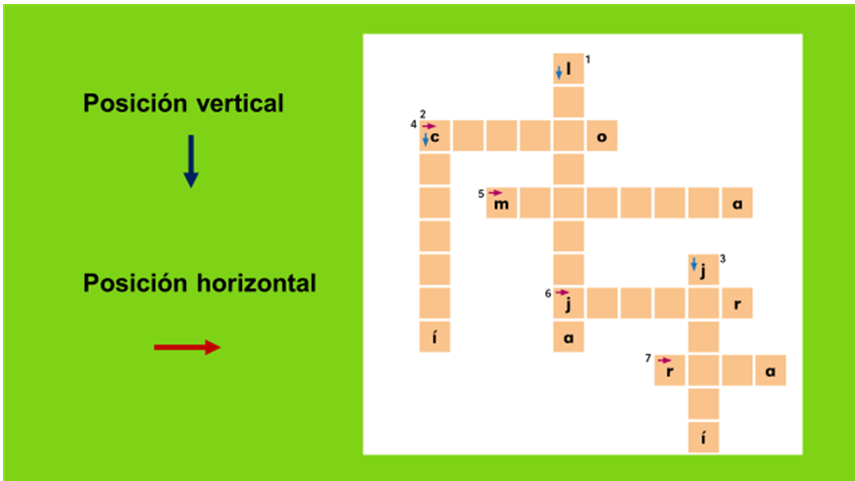 Posición vertical
Posición horizontal
l 1
2
4 c o
5 m a
j 3
6 j r
í a
7 r a
í